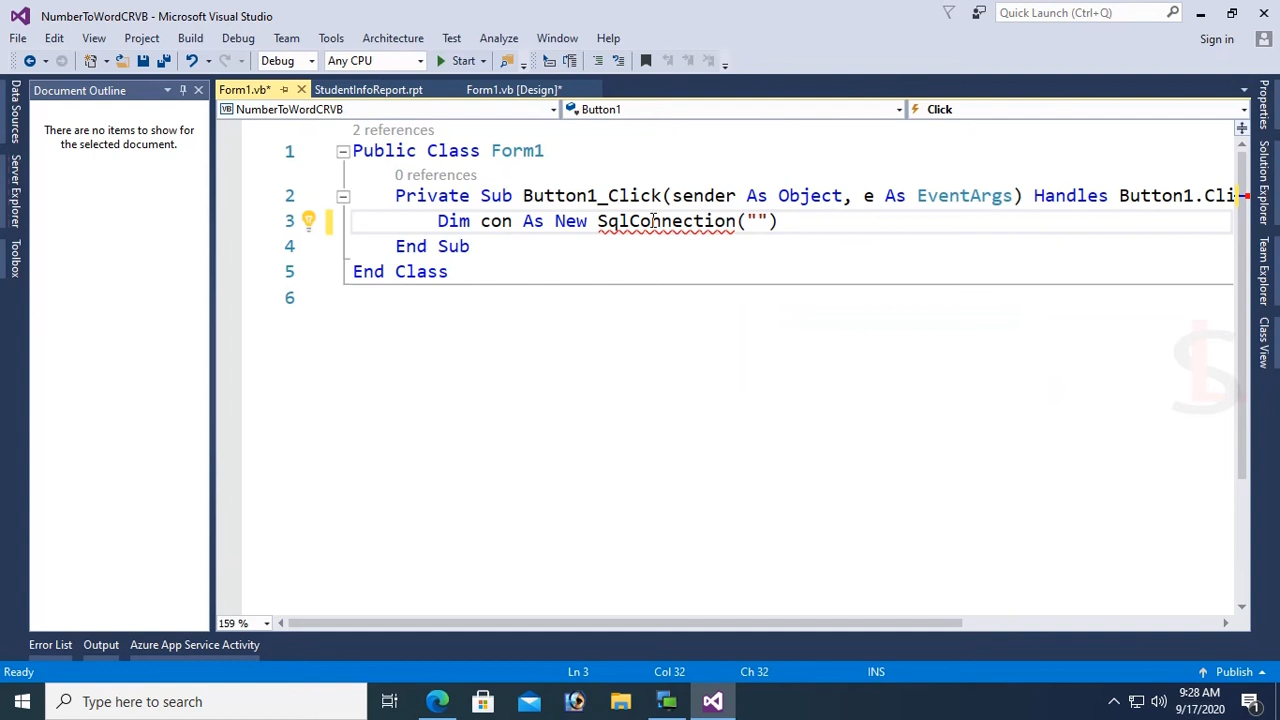 NumberToWordCRVB - Microsoft Visual Studio
Quick Launch (Ctrl+Q)
File Edit View Project Build Debug Team Tools Architecture Test Analyze Window Help
Sign in
Debug Any CPU Start
Document Outline
Form1.vb* StudentInfoReport.rpt Form1.vb [Design]*
NumberToWordCRVB Button1 Click
There are no items to show for
the selected document.
Data Sources
Server Explorer
Toolbox
2 references
1 Public Class Form1
0 references
2 Private Sub Button1_Click(sender As Object, e As EventArgs) Handles Button1.Cli
3 Dim con As New SqlConnection("")
4 End Sub
5 End Class
6
Properties
Solution Explorer
Team Explorer
Class View
SL
159 %
Error List Output Azure App Service Activity
Ready Ln 3 Col 32 Ch 32 INS Publish
Type here to search
9:28 AM
9/17/2020
1